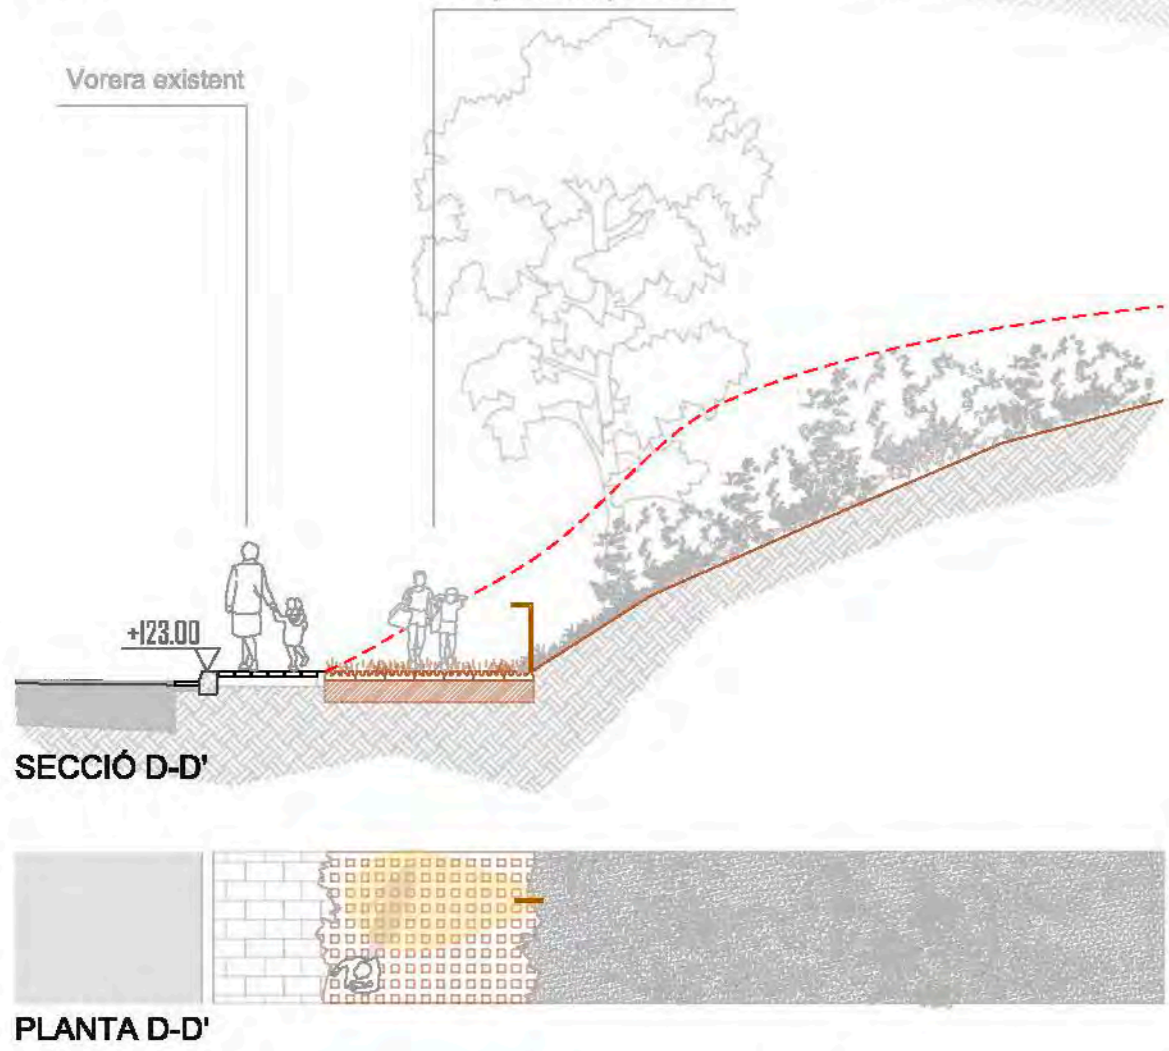 Vorera existent
+123.00
SECCIÓ D-D'
PLANTA D-D'